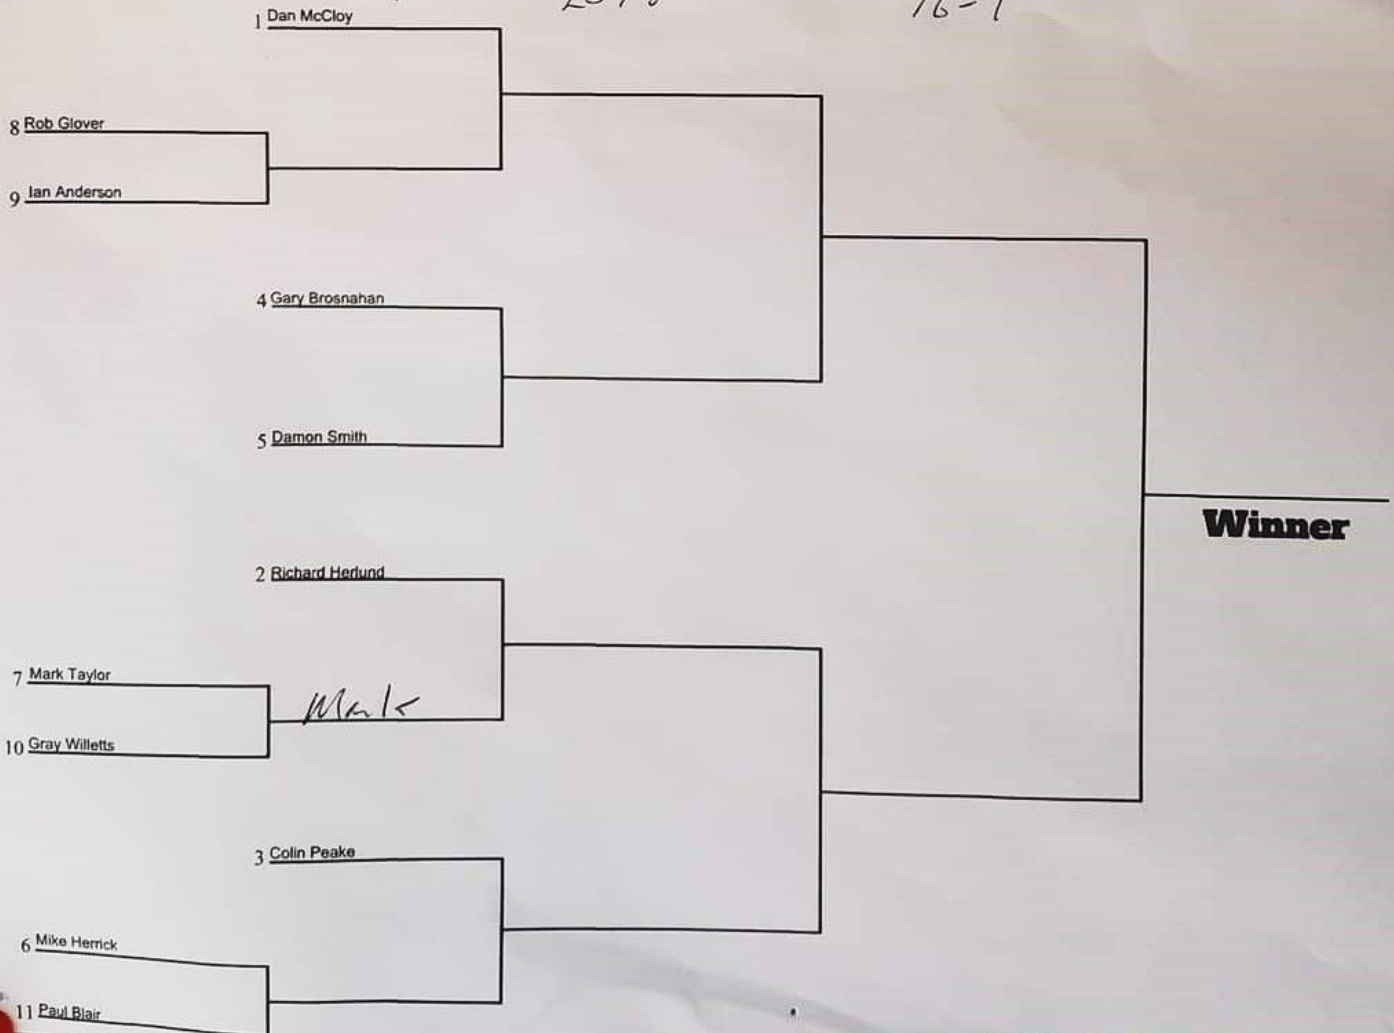 1 Dan McCloy
8 Rob Glover
9 Ian Anderson
4 Gary Brosnahan
5 Damon Smith
Winner
2 Richard Herlund
7 Mark Taylor
Mark
10 Gray Willetts
3 Colin Peake
6 Mike Herrick
11 Paul Blair